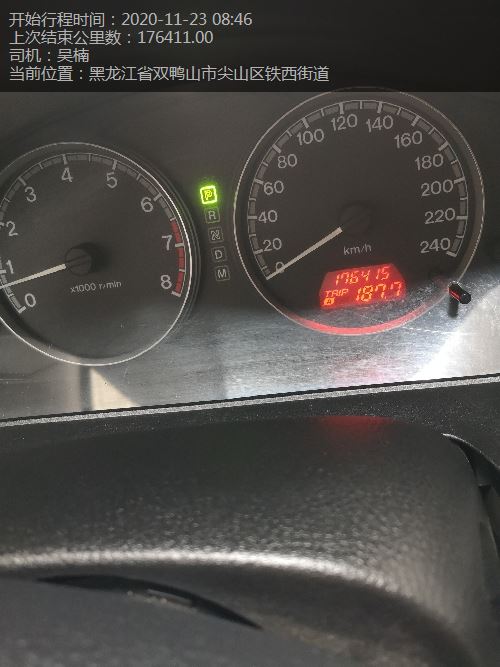 开始行程时间：2020-11-23 08:46
上次结束公里数：176411.00
司机：吴楠
当前位置：黑龙江省双鸭山市尖山区铁西街道
0
1
2
3
4
5
6
7
8
x1000 r/min
P
R
N
D
M
0
20
40
60
80
100
120
140
160
180
200
220
240
km/h
176415
TRIP A 187.7